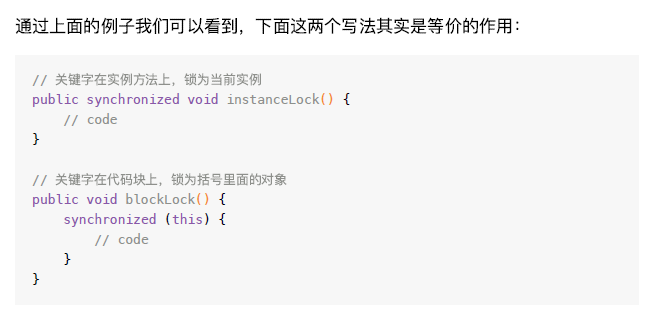 通过上面的例子我们可以看到，下面这两个写法其实是等价的作用：
// 关键字在实例方法上，锁为当前实例
public synchronized void instanceLock() {
    // code
}
// 关键字在代码块上，锁为括号里面的对象
public void blockLock() {
    synchronized (this) {
        // code
    }
}